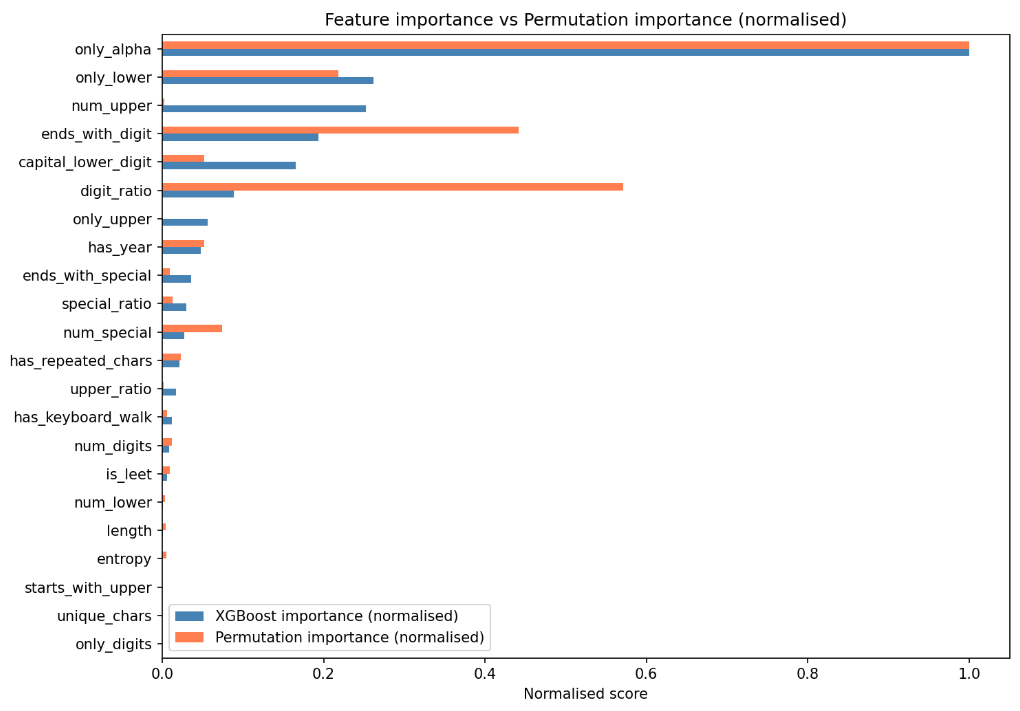 Feature importance vs Permutation importance (normalised)
only_alpha
only_lower
num_upper
ends_with_digit
capital_lower_digit
digit_ratio
only_upper
has_year
ends_with_special
special_ratio
num_special
has_repeated_chars
upper_ratio
has_keyboard_walk
num_digits
is_leet
num_lower
length
entropy
starts_with_upper
unique_chars
only_digits
XGBoost importance (normalised)
Permutation importance (normalised)
0.0 0.2 0.4 0.6 0.8 1.0
Normalised score